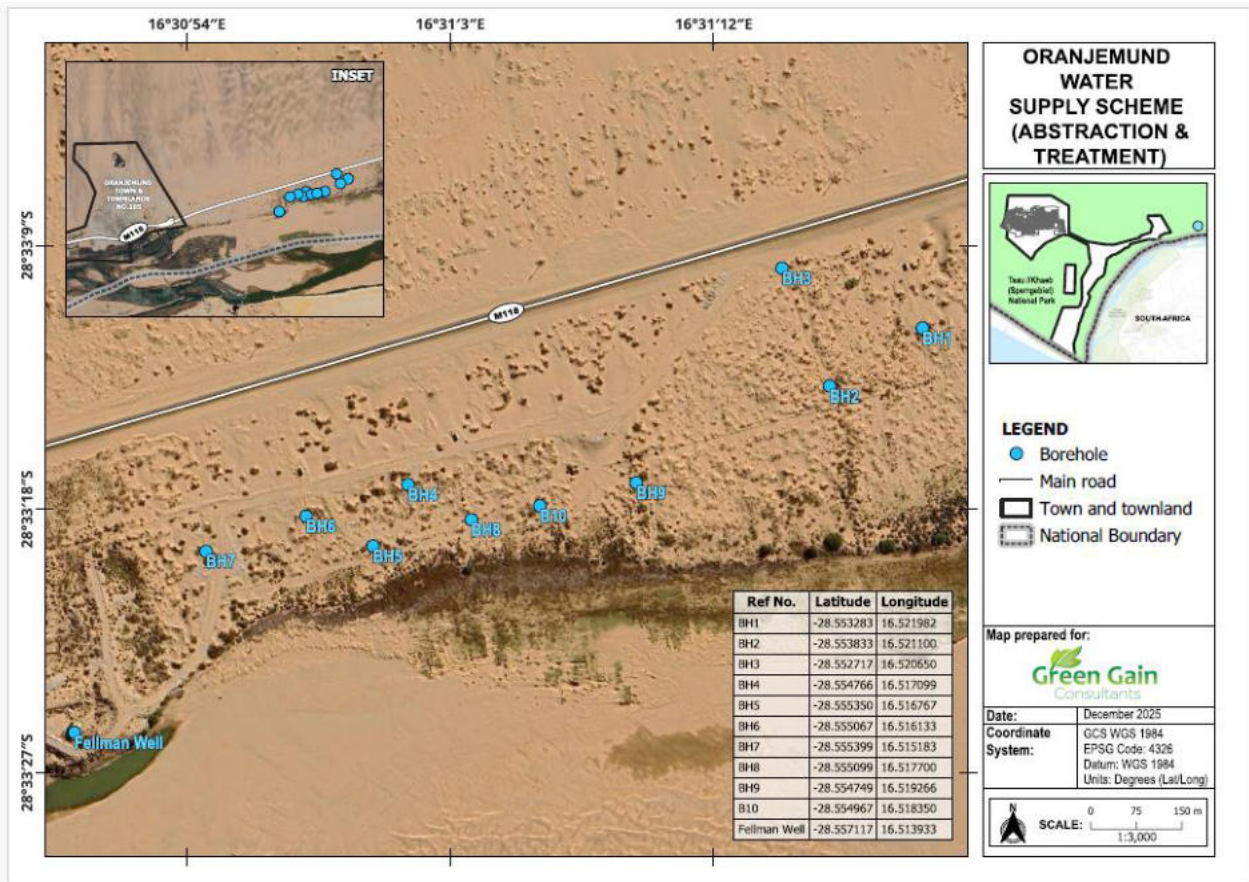 16°30'54"E
16°31'3"E
16°31'12"E
28°33'9"S
28°33'18"S
28°33'27"S
INSET
ORANJEMUND
TOWN &
TOWNLANDS
M118
M118
BH3
BH1
BH2
BH4
BH9
BH6
BH8
B10
BH7
BH5
Fellman Well
Ref No. Latitude Longitude
BH1 -28.553283 16.521982
BH2 -28.553833 16.521100
BH3 -28.552717 16.520650
BH4 -28.554766 16.517099
BH5 -28.555350 16.516767
BH6 -28.555067 16.516133
BH7 -28.555399 16.515183
BH8 -28.555099 16.517700
BH9 -28.554749 16.519266
B10 -28.554967 16.518350
Fellman Well -28.557117 16.513933
ORANJEMUND
WATER
SUPPLY SCHEME
(ABSTRACTION &
TREATMENT)
Tsau //Khaeb
(Sperrgebiet)
National Park
SOUTH AFRICA
LEGEND
Borehole
Main road
Town and townland
National Boundary
Map prepared for:
Green Gain
Consultants
Date: December 2025
Coordinate System: GCS WGS 1984
EPSG Code: 4326
Datum: WGS 1984
Units: Degrees (Lat/Long)
N
SCALE: 0 75 150 m
1:3,000